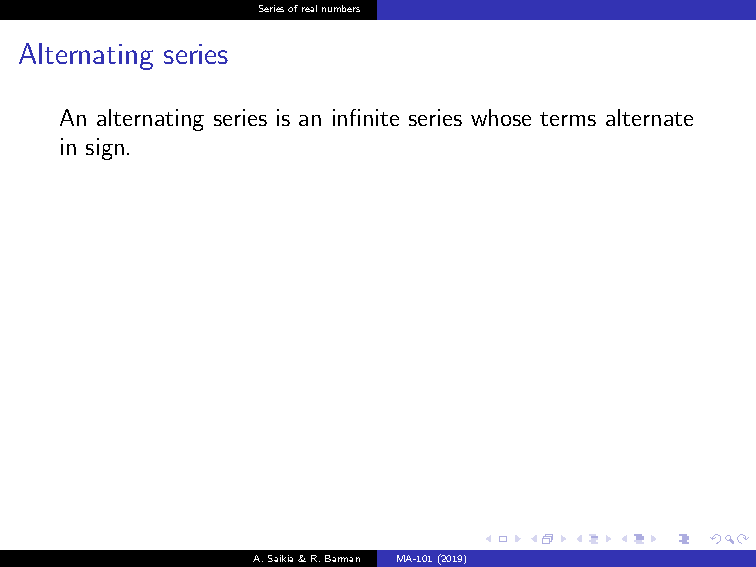 Series of real numbers
Alternating series
An alternating series is an infinite series whose terms alternate
in sign.
A. Saikia & R. Barman MA-101 (2019)